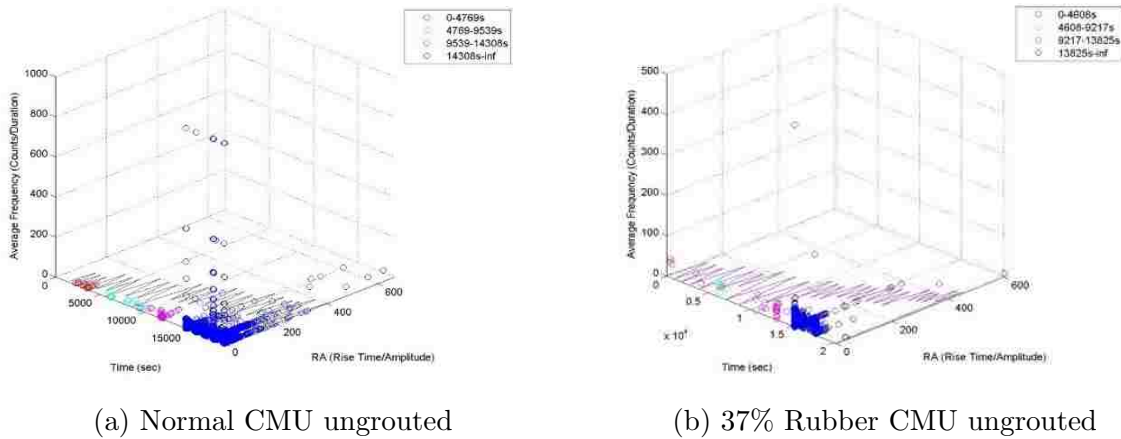 0-4769s
4769-9539s
9539-14308s
14308s-inf
1000
800
600
400
200
0
Average Frequency (Counts/Duration)
0
5000
10000
15000
Time (sec)
0
200
400
600
RA (Rise Time/Amplitude)
(a) Normal CMU ungrouted
0-4608s
4608-9217s
9217-13825s
13825s-inf
500
400
300
200
100
0
Average Frequency (Counts/Duration)
0
0.5
1
1.5
2
x 10⁴
Time (sec)
0
200
400
600
RA (Rise Time/Amplitude)
(b) 37% Rubber CMU ungrouted